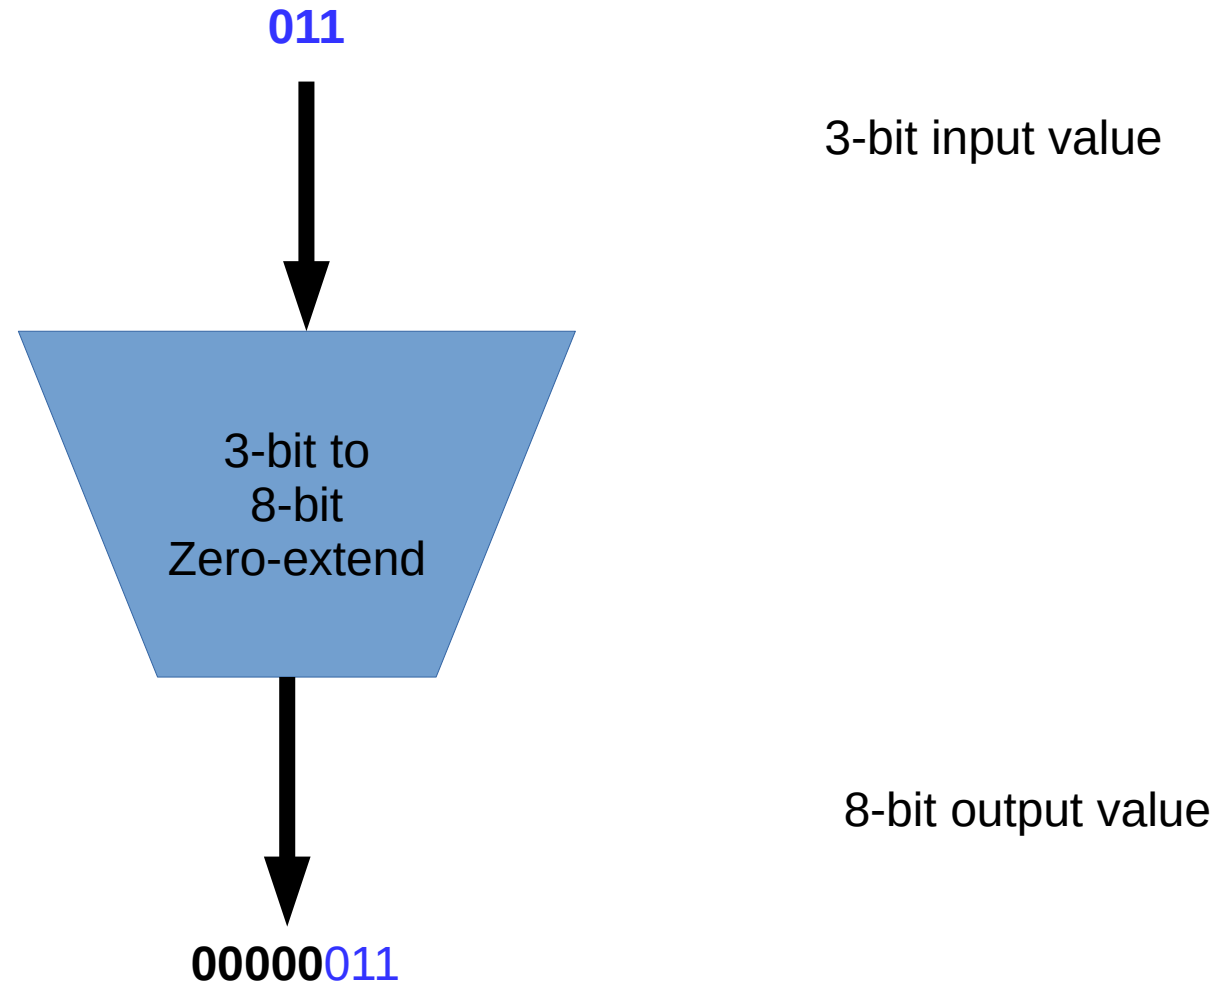 011
3-bit input value
3-bit to
8-bit
Zero-extend
8-bit output value
00000011